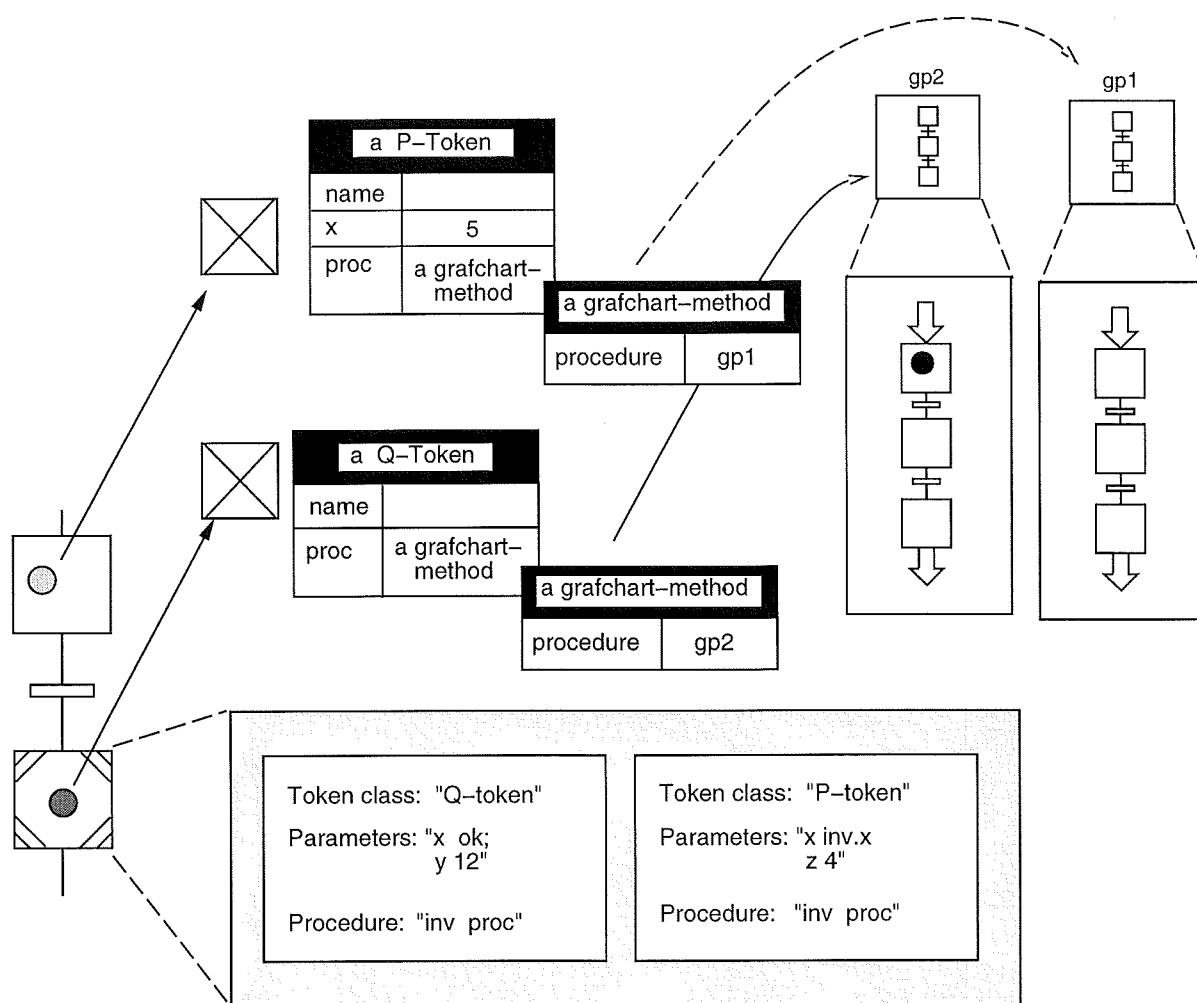 gp2
gp1
a P–Token
name
x 5
proc a grafchart–
method
a grafchart–method
procedure gp1
a Q–Token
name
proc a grafchart–
method
a grafchart–method
procedure gp2
Token class: "Q–token"
Parameters: "x ok;
y 12"
Procedure: "inv proc"
Token class: "P–token"
Parameters: "x inv.x
z 4"
Procedure: "inv proc"